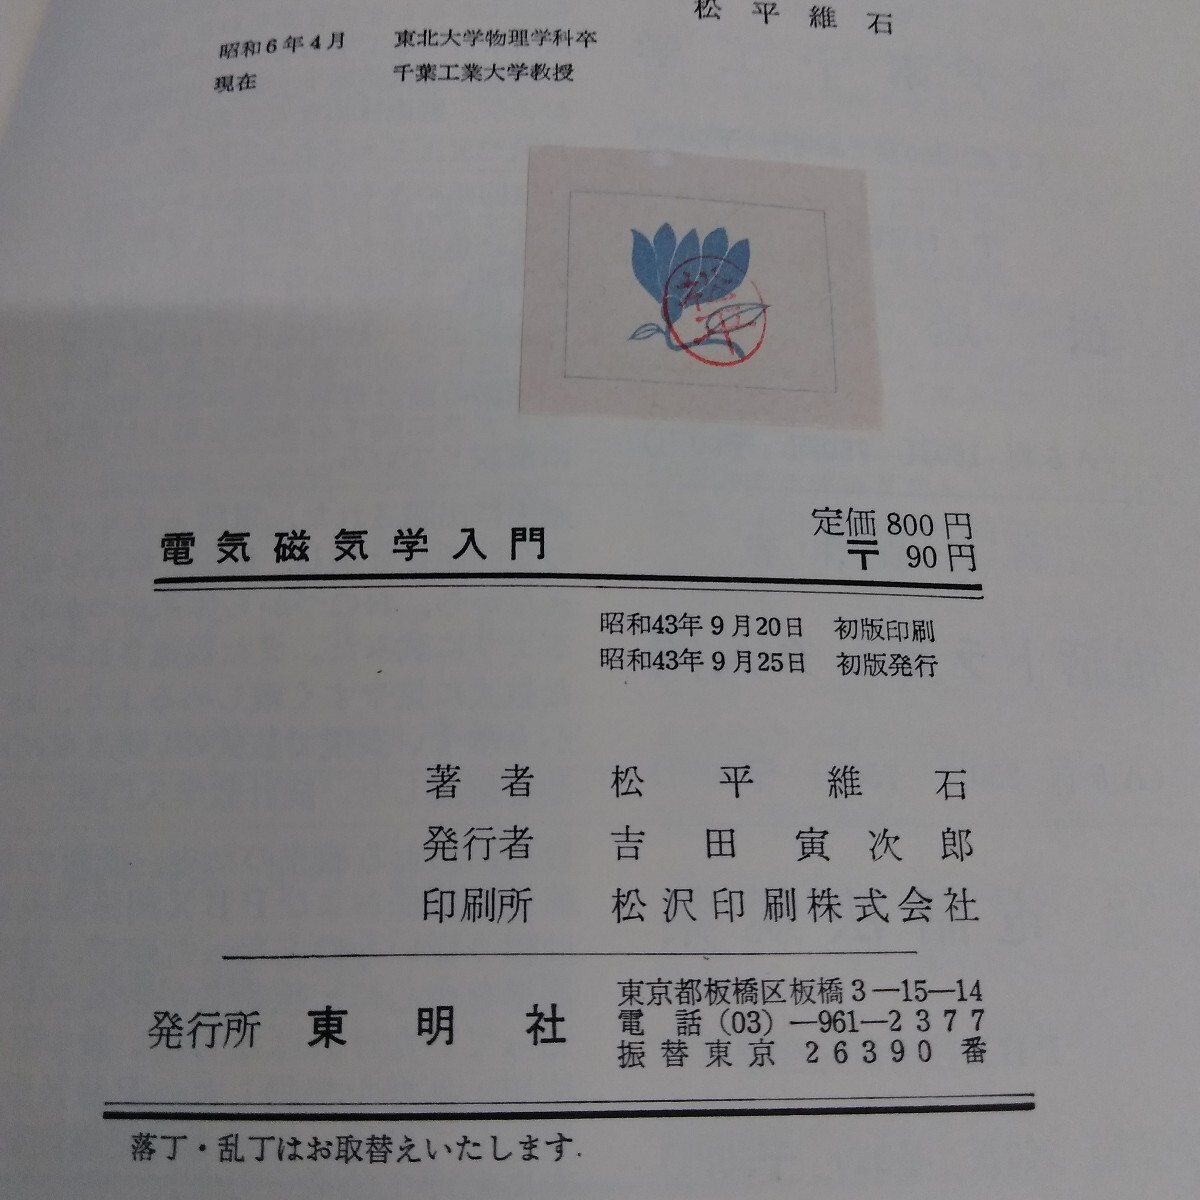 松平維石
昭和6年4月 東北大学物理学科卒
現在 千葉工業大学教授
松平
電気磁気学入門 定価 800 円
〒 90円
昭和43年9月20日 初版印刷
昭和43年9月25日 初版発行
著者 松平維石
発行者 吉田寅次郎
印刷所 松沢印刷株式会社
発行所 東明社
東京都板橋区板橋3―15―14
電話(03)―961―2377
振替東京 26390 番
落丁・乱丁はお取替えいたします.